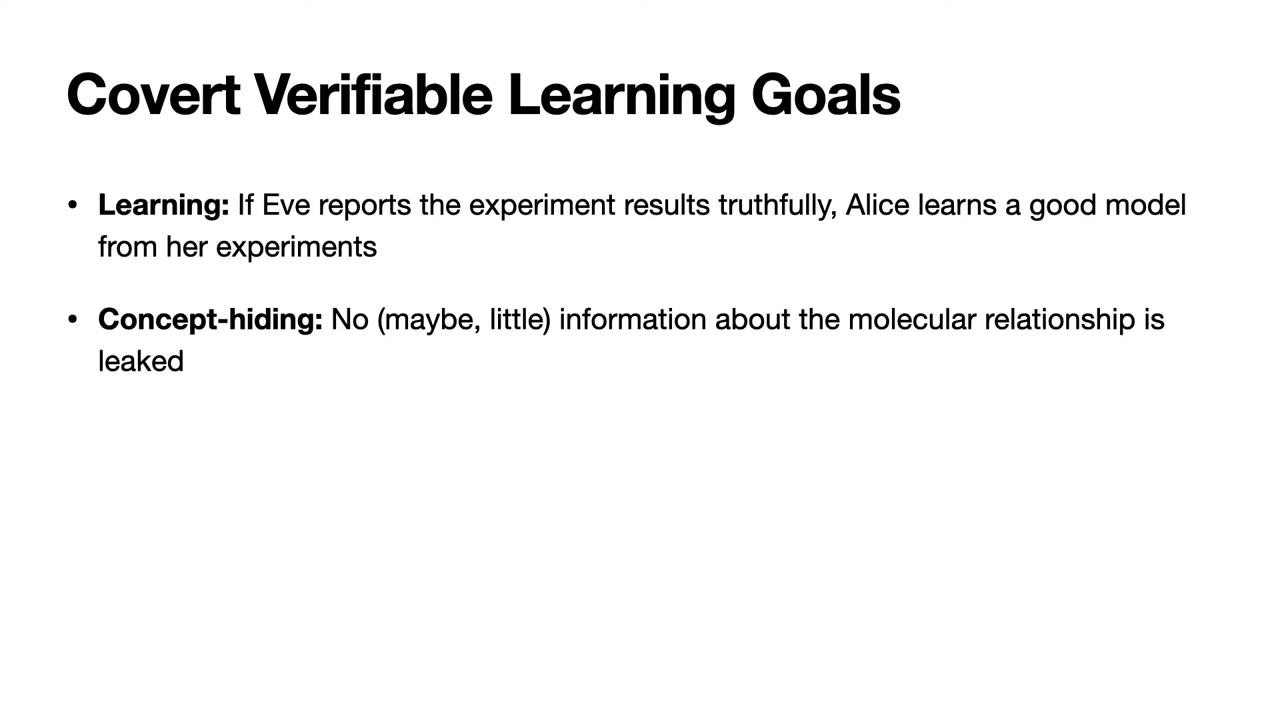 Covert Verifiable Learning Goals
• Learning: If Eve reports the experiment results truthfully, Alice learns a good model
from her experiments
• Concept-hiding: No (maybe, little) information about the molecular relationship is
leaked